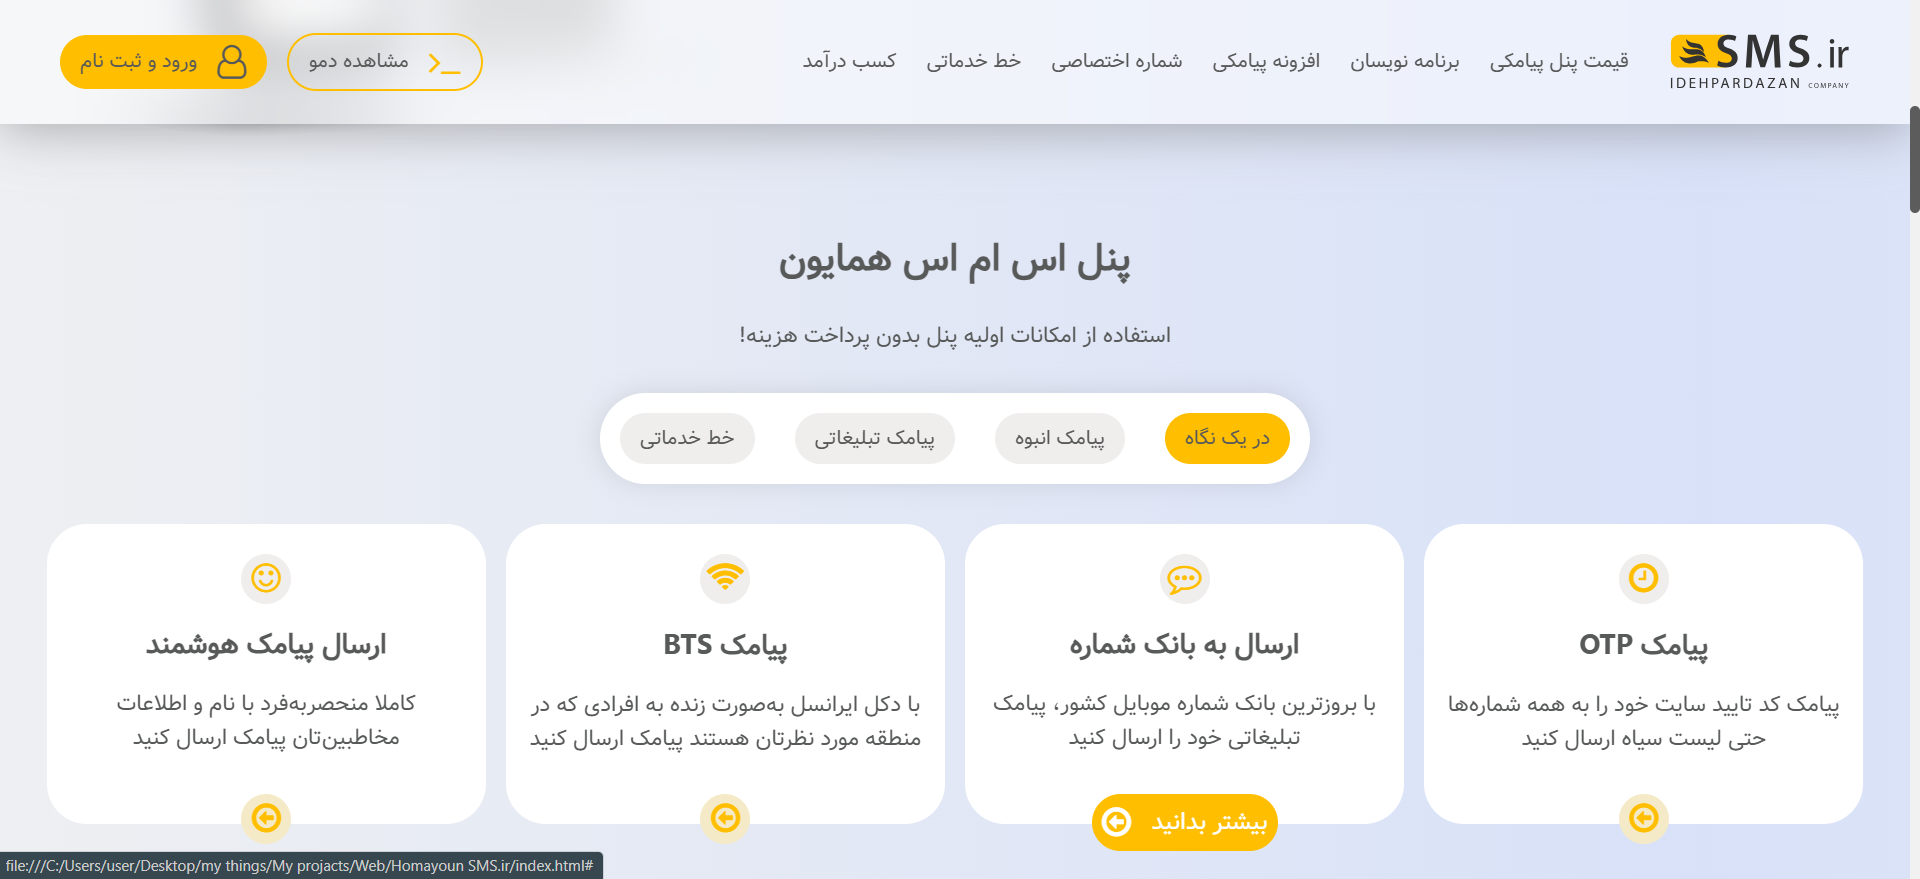 SMS.ir
IDEHPARDAZAN COMPANY
قیمت پنل پیامکی
برنامه نویسان
افزونه پیامکی
شماره اختصاصی
خط خدماتی
کسب درآمد
مشاهده دمو
ورود و ثبت نام
پنل اس ام اس همایون
استفاده از امکانات اولیه پنل بدون پرداخت هزینه!
در یک نگاه
پیامک انبوه
پیامک تبلیغاتی
خط خدماتی
پیامک OTP
پیامک کد تایید سایت خود را به همه شماره‌ها
حتی لیست سیاه ارسال کنید
ارسال به بانک شماره
با بروزترین بانک شماره موبایل کشور، پیامک
تبلیغاتی خود را ارسال کنید
بیشتر بدانید
پیامک BTS
با دکل ایرانسل به‌صورت زنده به افرادی که در
منطقه مورد نظرتان هستند پیامک ارسال کنید
ارسال پیامک هوشمند
کاملا منحصربه‌فرد با نام و اطلاعات
مخاطبین‌تان پیامک ارسال کنید
file:///C:/Users/user/Desktop/my things/My projacts/Web/Homayoun SMS.ir/index.html#